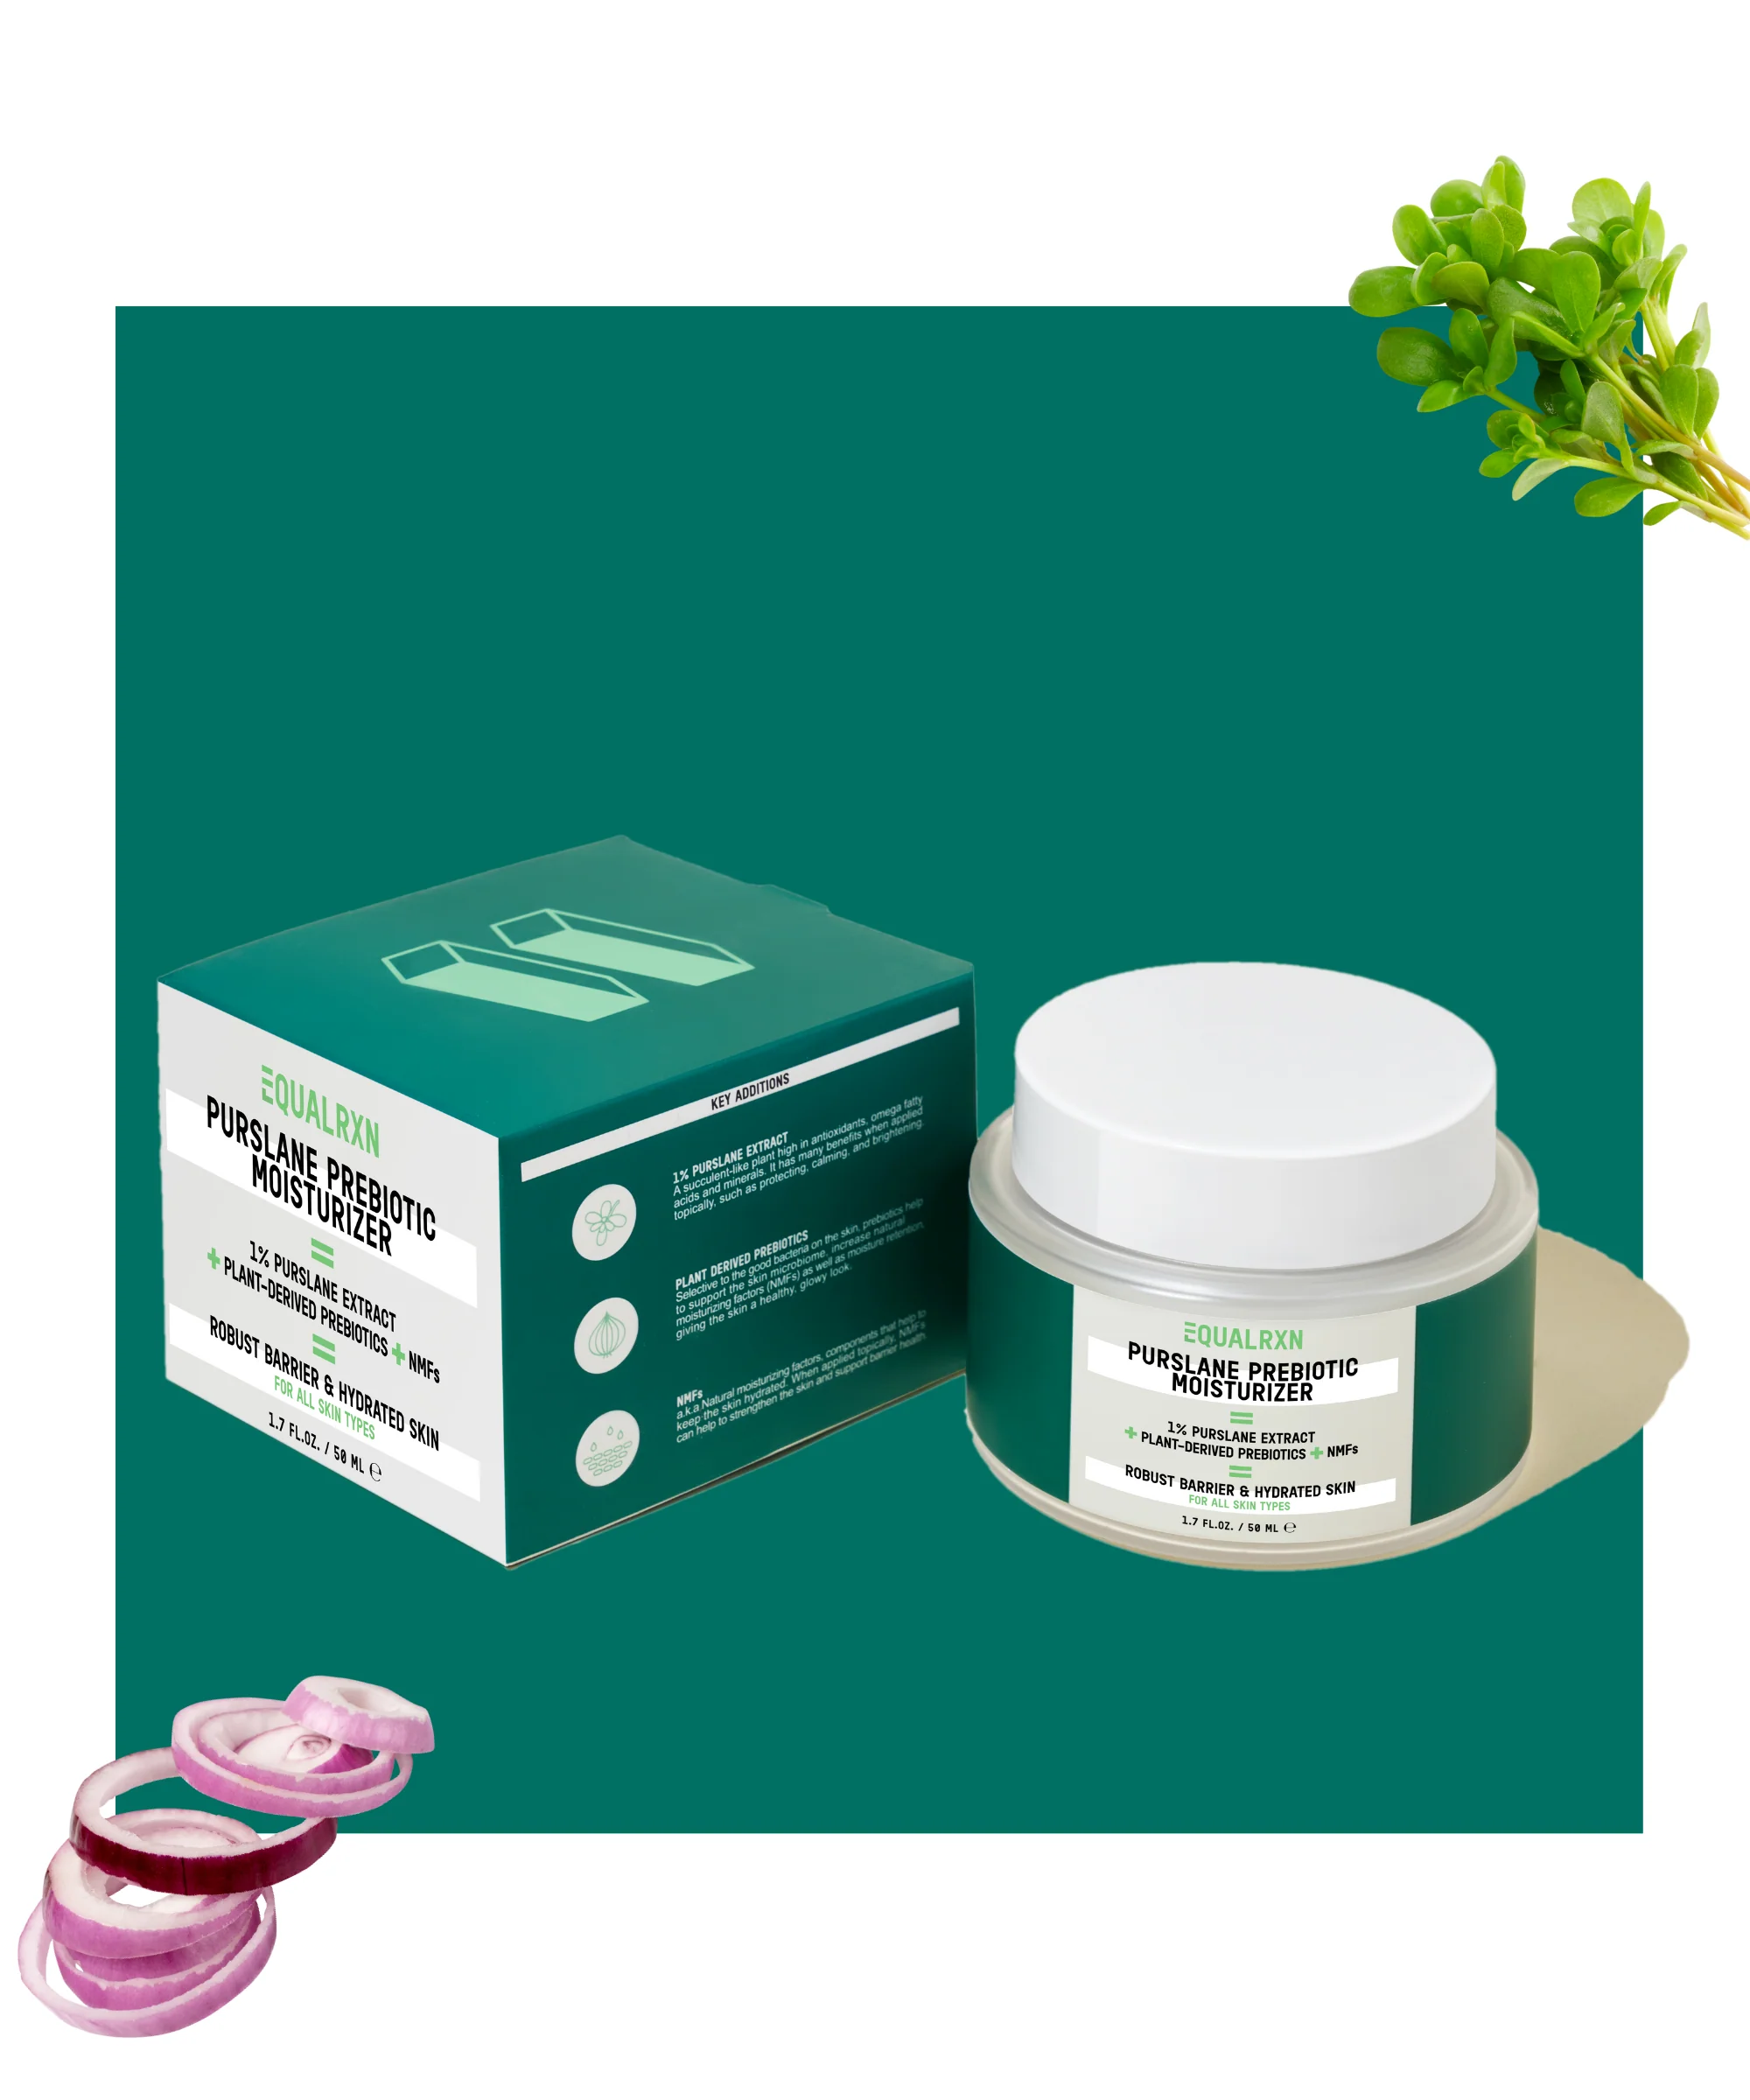 EQUALRXN
PURSLANE PREBIOTIC
MOISTURIZER
=
1% PURSLANE EXTRACT
+ PLANT-DERIVED PREBIOTICS + NMFs
=
ROBUST BARRIER & HYDRATED SKIN
FOR ALL SKIN TYPES
1.7 FL.OZ. / 50 ML ℮
KEY ADDITIONS
1% PURSLANE EXTRACT
A succulent-like plant high in antioxidants, omega fatty
acids and minerals. It has many benefits when applied
topically, such as protecting, calming, and brightening.
PLANT DERIVED PREBIOTICS
Selective to the good bacteria on the skin, prebiotics help
to support the skin microbiome, increase natural
moisturizing factors (NMFs) as well as moisture retention,
giving the skin a healthy, glowy look.
NMFs
a.k.a Natural moisturizing factors, components that help to
keep the skin hydrated. When applied topically, NMFs
can help to strengthen the skin and support barrier health.
EQUALRXN
PURSLANE PREBIOTIC
MOISTURIZER
=
1% PURSLANE EXTRACT
+ PLANT-DERIVED PREBIOTICS + NMFs
=
ROBUST BARRIER & HYDRATED SKIN
FOR ALL SKIN TYPES
1.7 FL.OZ. / 50 ML ℮